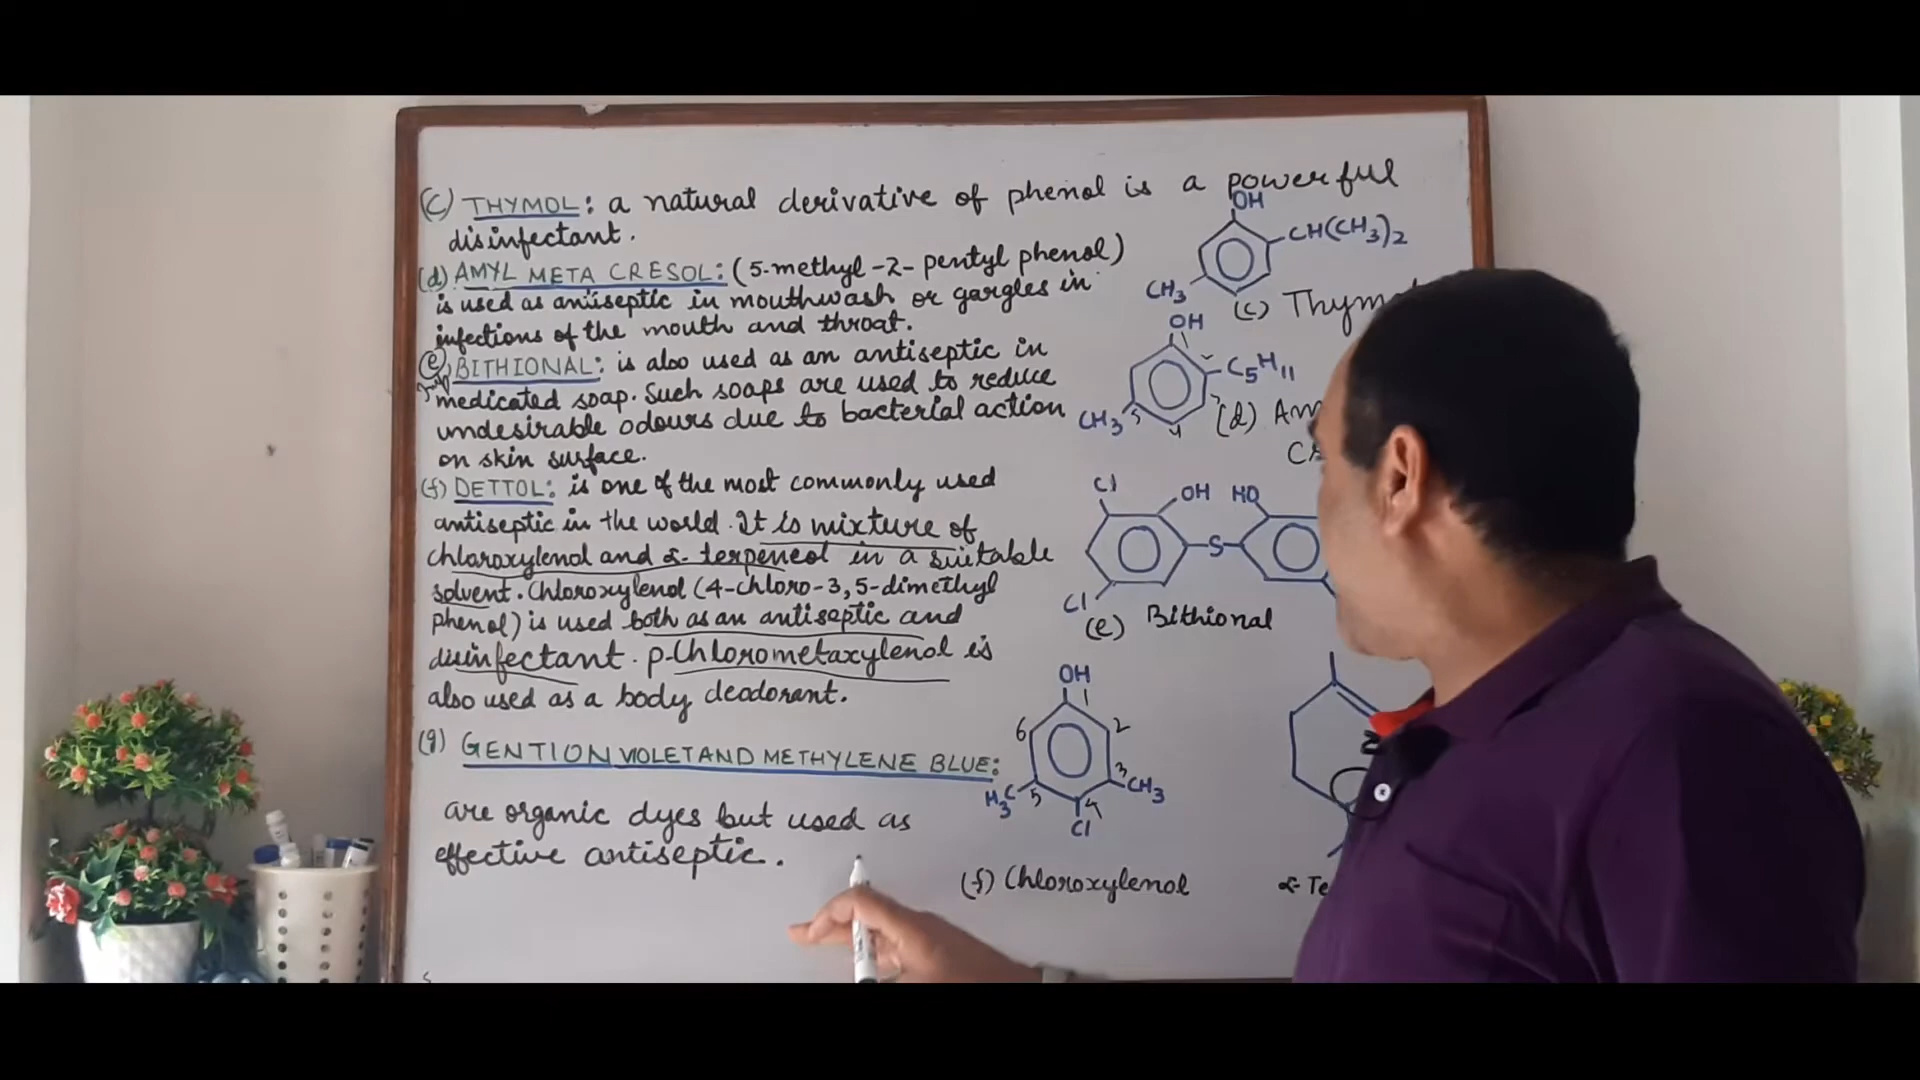 (c) THYMOL: a natural derivative of phenol is a powerful
disinfectant.
(d) AMYL META CRESOL: (5-methyl-2-pentyl phenol)
is used as antiseptic in mouthwash or gargles in
infections of the mouth and throat.
(e) BITHIONAL: is also used as an antiseptic in
medicated soap. Such soaps are used to reduce
undesirable odours due to bacterial action
on skin surface.
(f) DETTOL: is one of the most commonly used
antiseptic in the world. It is mixture of
chloroxylenol and α-terpeneol in a suitable
solvent. Chloroxylenol (4-chloro-3,5-dimethyl
phenol) is used both as an antiseptic and
disinfectant. p-Chlorometaxylenol is
also used as a body deodorant.
(g) GENTION VIOLET AND METHYLENE BLUE:
are organic dyes but used as
effective antiseptic.
OH
CH(CH3)2
CH3
(c) Thymo
OH
C5H11
CH3 5
4
(d) Am
Cl OH HO
S
Cl
(e) Bithional
OH
1
6 2
3
H3C 5 CH3
4
Cl
(f) Chloroxylenol
α-Te